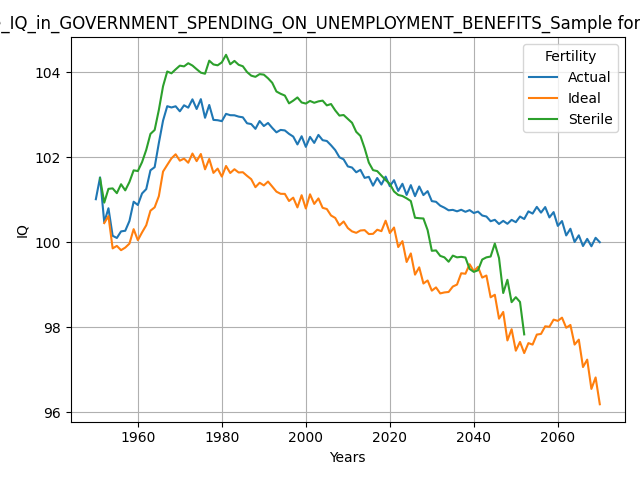 _IQ_in_GOVERNMENT_SPENDING_ON_UNEMPLOYMENT_BENEFITS_Sample for
Fertility
Actual
Ideal
Sterile
104
102
100
98
96
IQ
1960
1980
2000
2020
2040
2060
Years